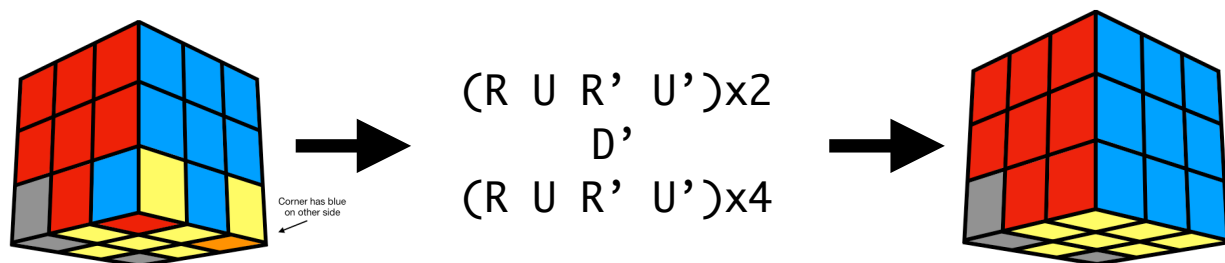 (R U R’ U’)x2
D’
(R U R’ U’)x4
Corner has blue
on other side